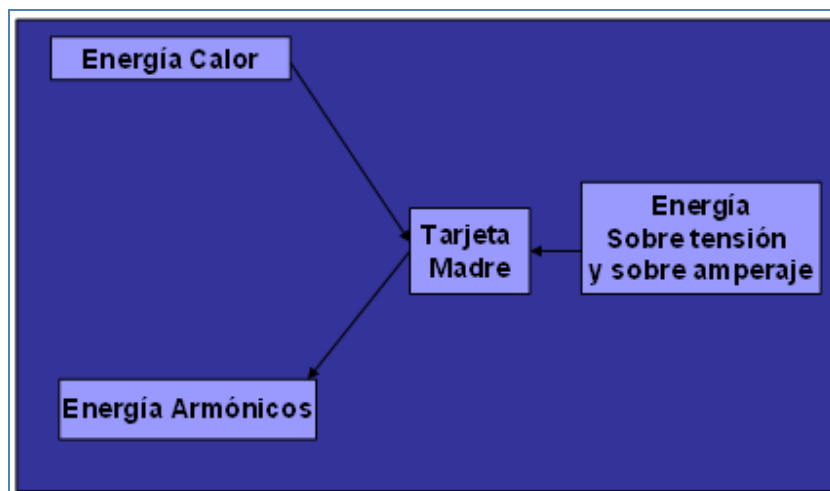 Energía Calor
Tarjeta
Madre
Energía
Sobre tensión
y sobre amperaje
Energía Armónicos